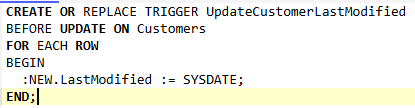 CREATE OR REPLACE TRIGGER UpdateCustomerLastModified
BEFORE UPDATE ON Customers
FOR EACH ROW
BEGIN
  :NEW.LastModified := SYSDATE;
END;